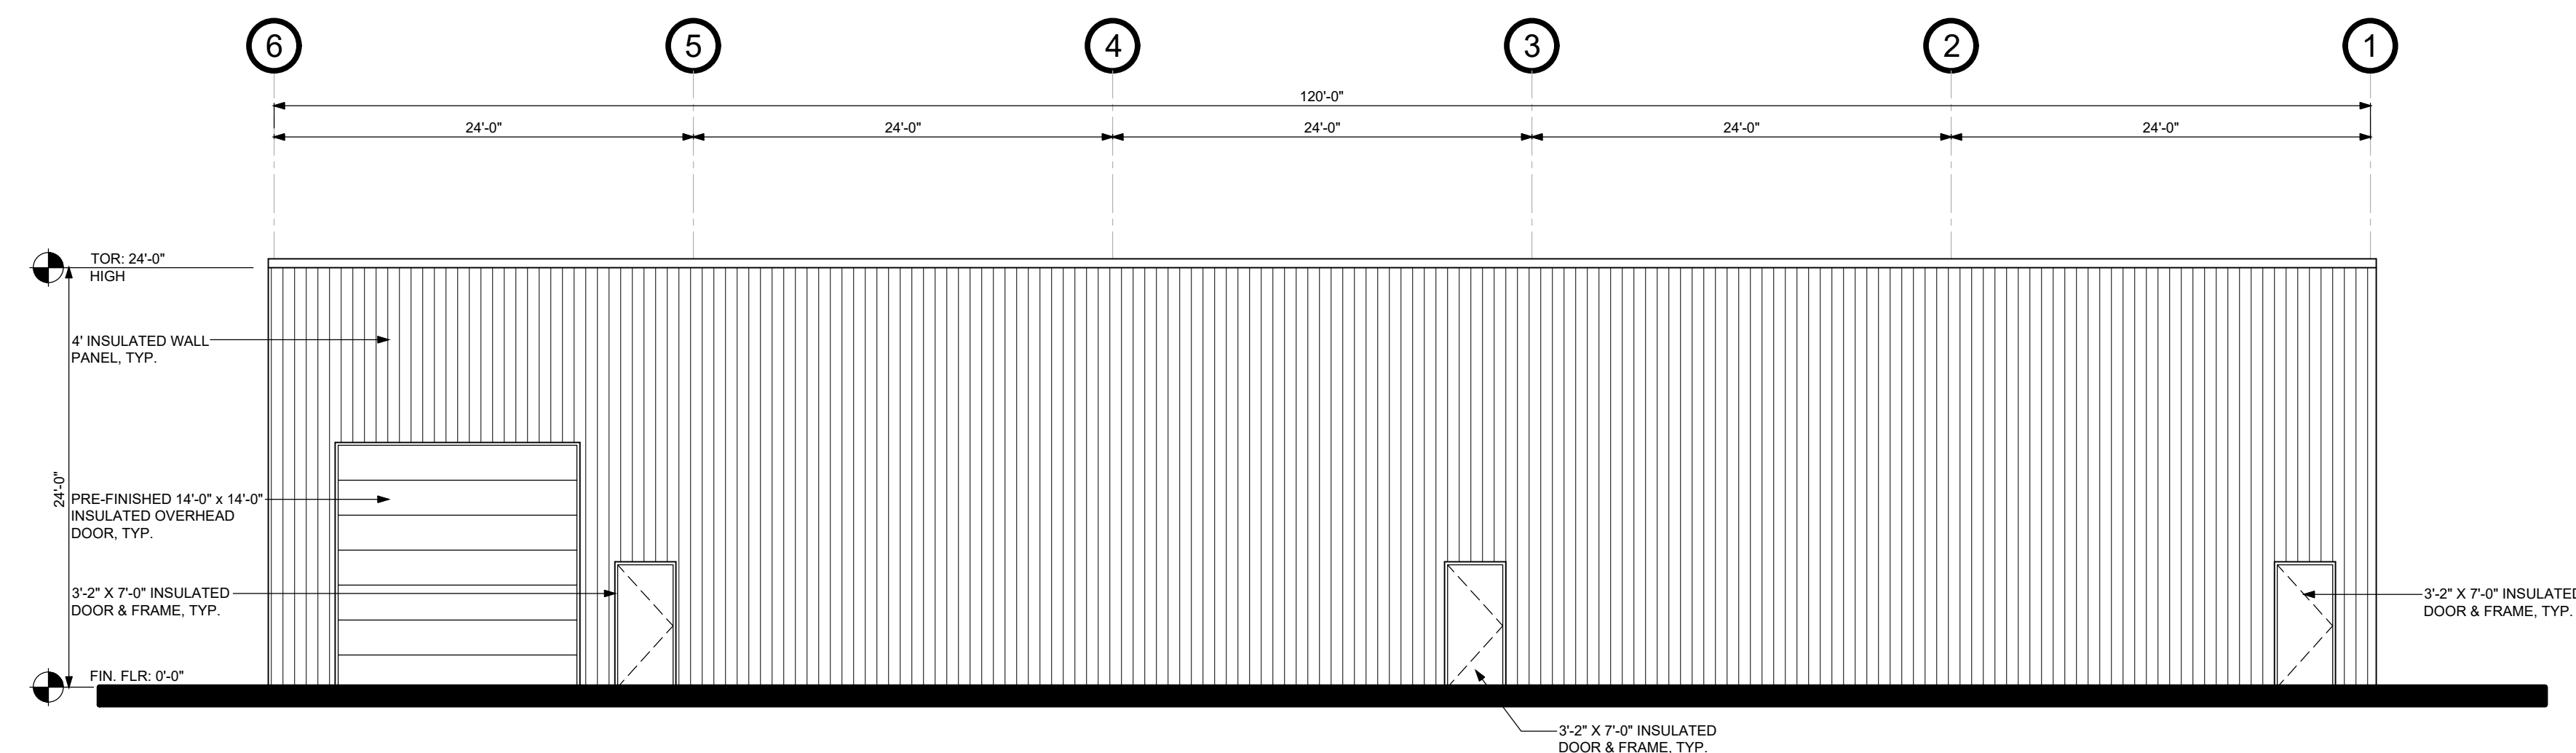 6 5 4 3 2 1
120'-0"
24'-0" 24'-0" 24'-0" 24'-0" 24'-0"
TOR: 24'-0"
HIGH
4' INSULATED WALL
PANEL, TYP.
24'-0"
PRE-FINISHED 14'-0" x 14'-0"
INSULATED OVERHEAD
DOOR, TYP.
3'-2" X 7'-0" INSULATED
DOOR & FRAME, TYP.
3'-2" X 7'-0" INSULATED
DOOR & FRAME, TYP.
FIN. FLR: 0'-0"
3'-2" X 7'-0" INSULATED
DOOR & FRAME, TYP.